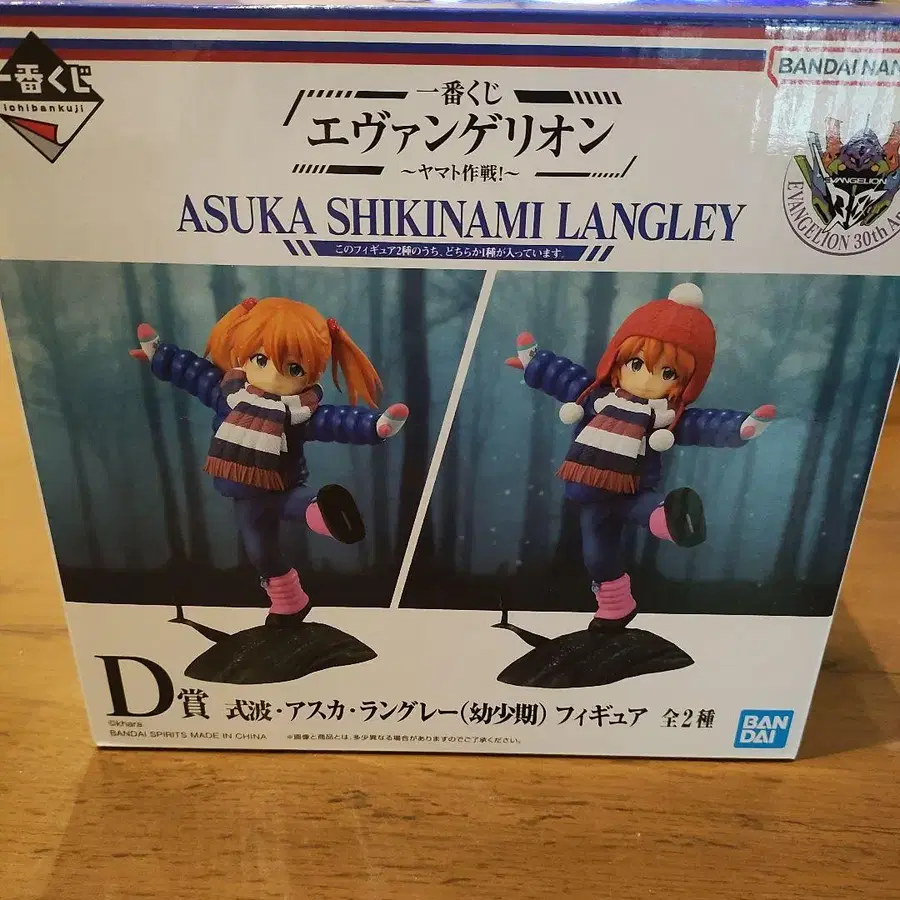 一番くじ
ichibankuji
BANDAI NAM
一番くじ
エヴァンゲリオン
～ヤマト作戦!～
EVANGELION
EVANGELION 30th An
ASUKA SHIKINAMI LANGLEY
このフィギュア2種のうち、どちらか1種が入っています。
D賞 式波・アスカ・ラングレー(幼少期) フィギュア 全2種
©khara
BANDAI SPIRITS MADE IN CHINA
※画像と商品とは、多少異なる場合がありますのでご了承ください。
BAN
DAI